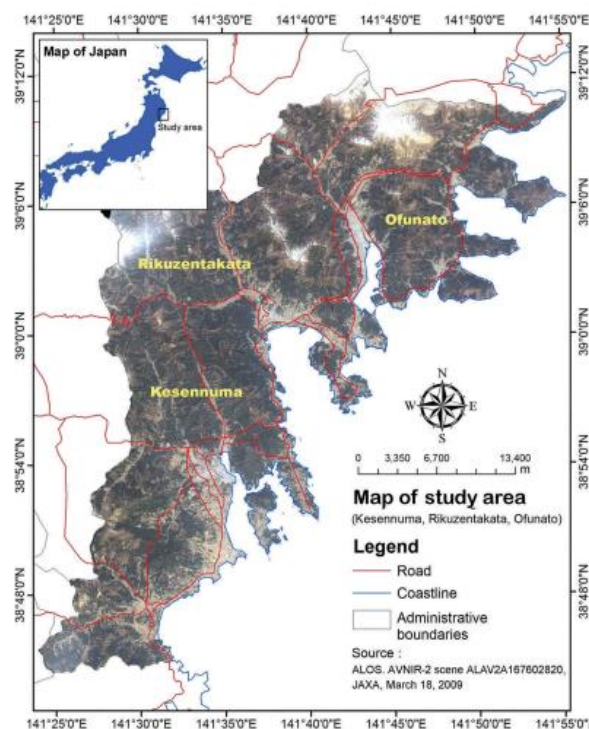 141°25'0"E 141°30'0"E 141°35'0"E 141°40'0"E 141°45'0"E 141°50'0"E 141°55'0"E
Map of Japan
Study area
39°12'0"N
39°12'0"N
39°6'0"N
39°6'0"N
Ofunato
Rikuzentakata
39°0'0"N
39°0'0"N
Kesennuma
N
W E
S
0 3,350 6,700 13,400
m
38°54'0"N
38°54'0"N
Map of study area
(Kesennuma, Rikuzentakata, Ofunato)
Legend
Road
Coastline
Administrative
boundaries
38°48'0"N
38°48'0"N
Source :
ALOS. AVNIR-2 scene ALAV2A167602820,
JAXA, March 18, 2009
141°25'0"E 141°30'0"E 141°35'0"E 141°40'0"E 141°45'0"E 141°50'0"E 141°55'0"E